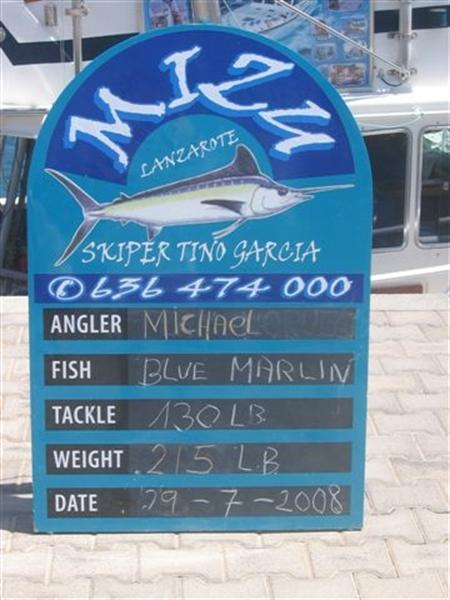 MIZU
LANZAROTE
SKIPER TINO GARCIA
636 474 000
ANGLER MICHAEL
FISH BLUE MARLIN
TACKLE 130 LB.
WEIGHT 215 LB
DATE 29-7-2008